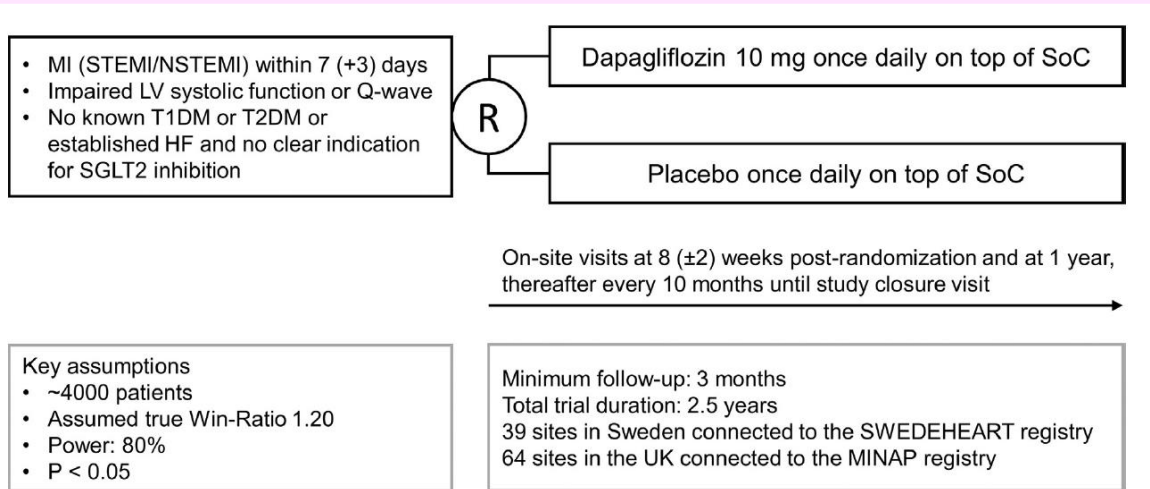 • MI (STEMI/NSTEMI) within 7 (+3) days
• Impaired LV systolic function or Q-wave
• No known T1DM or T2DM or
established HF and no clear indication
for SGLT2 inhibition
R
Dapagliflozin 10 mg once daily on top of SoC
Placebo once daily on top of SoC
On-site visits at 8 (±2) weeks post-randomization and at 1 year,
thereafter every 10 months until study closure visit
Key assumptions
• ~4000 patients
• Assumed true Win-Ratio 1.20
• Power: 80%
• P < 0.05
Minimum follow-up: 3 months
Total trial duration: 2.5 years
39 sites in Sweden connected to the SWEDEHEART registry
64 sites in the UK connected to the MINAP registry